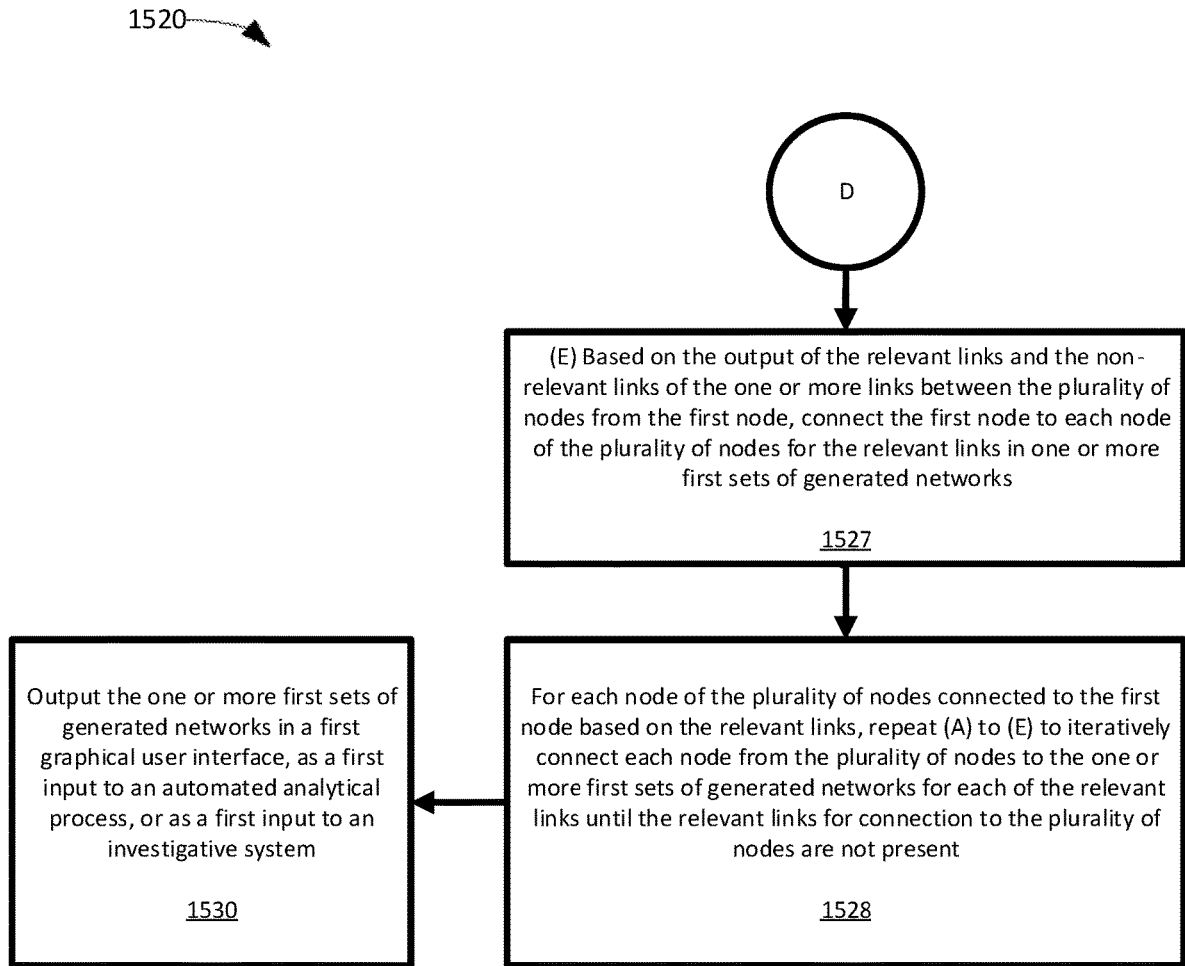 1520
D
(E) Based on the output of the relevant links and the non-
relevant links of the one or more links between the plurality of
nodes from the first node, connect the first node to each node
of the plurality of nodes for the relevant links in one or more
first sets of generated networks
1527
For each node of the plurality of nodes connected to the first
node based on the relevant links, repeat (A) to (E) to iteratively
connect each node from the plurality of nodes to the one or
more first sets of generated networks for each of the relevant
links until the relevant links for connection to the plurality of
nodes are not present
1528
Output the one or more first sets of
generated networks in a first
graphical user interface, as a first
input to an automated analytical
process, or as a first input to an
investigative system
1530